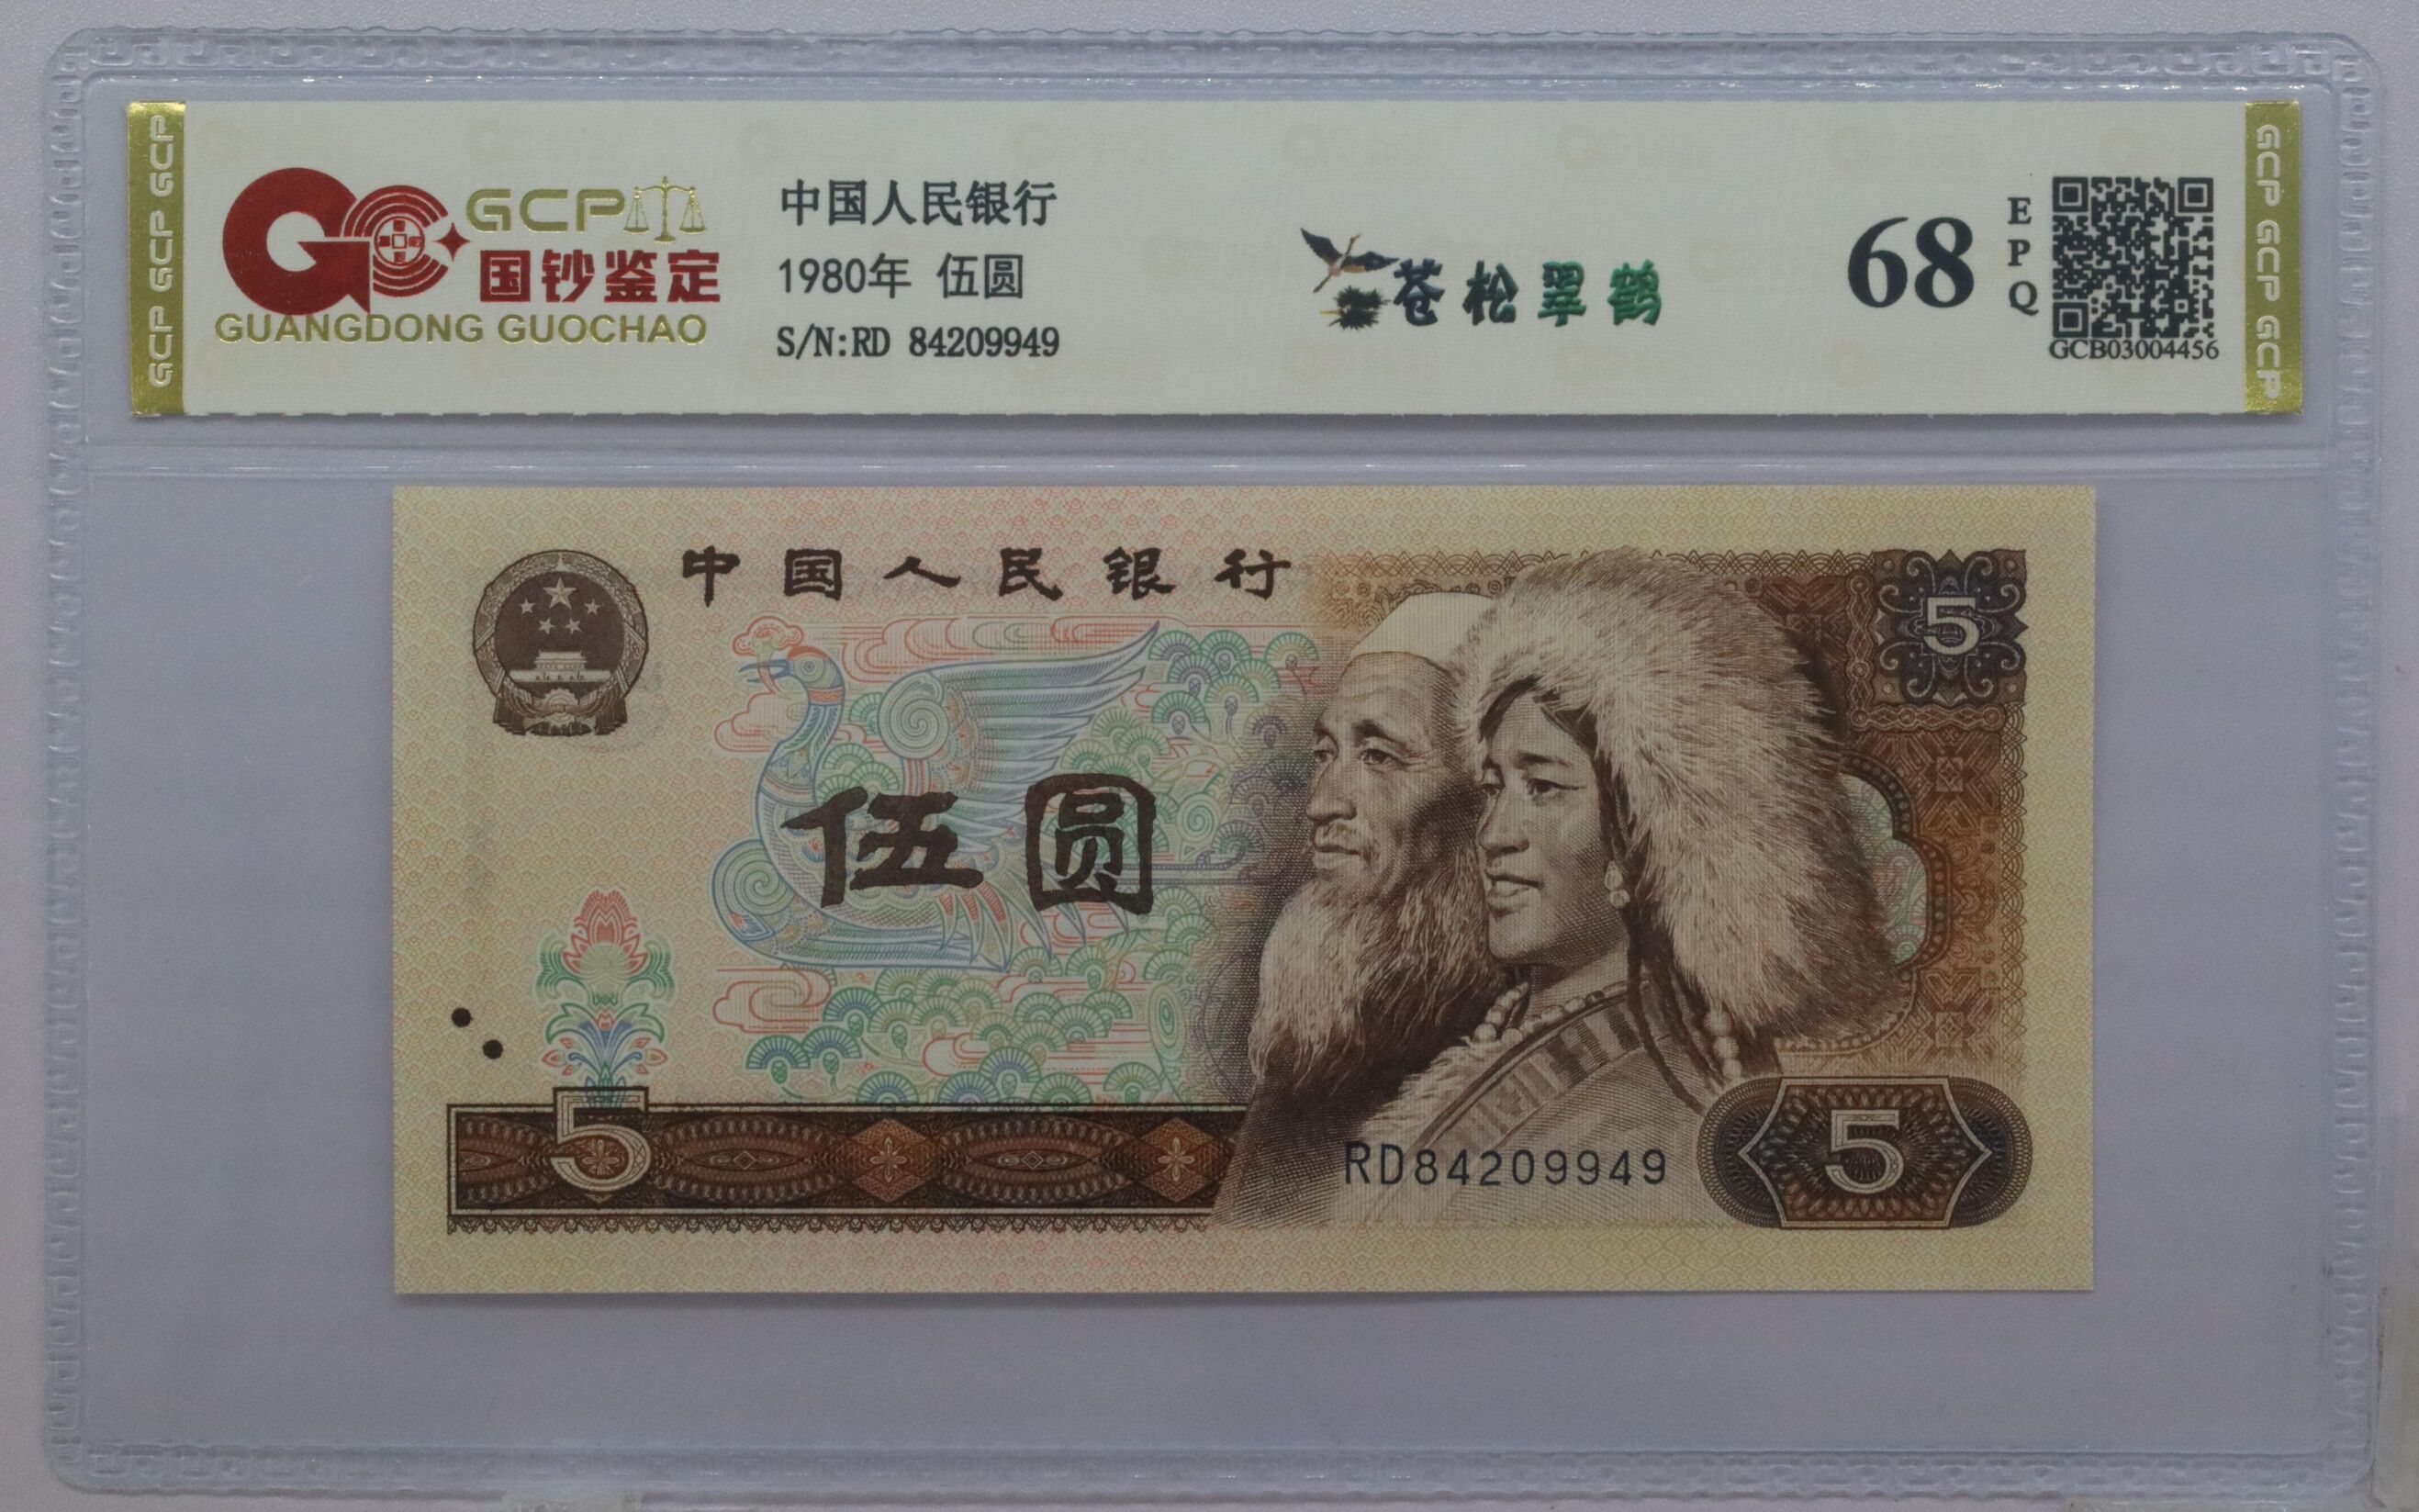 GCP GCP GCP
GCP
国钞鉴定
GUANGDONG GUOCHAO
中国人民银行
1980年 伍圆
S/N:RD 84209949
苍松翠鹤
68
EPQ
GCB03004456
GCP GCP GCP
中国人民银行
5
伍圆
5
RD84209949
5